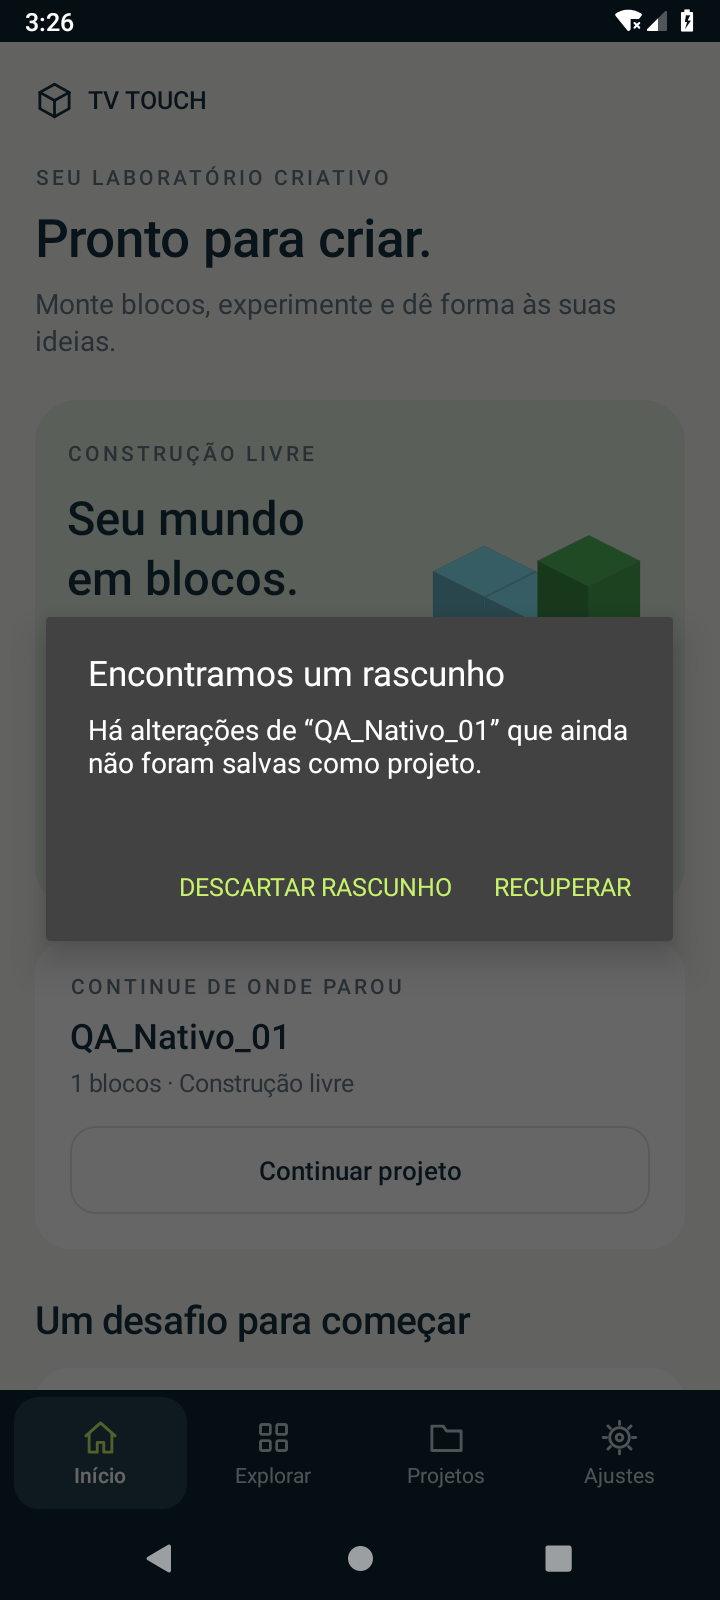 3:26
TV TOUCH
SEU LABORATÓRIO CRIATIVO
Pronto para criar.
Monte blocos, experimente e dê forma às suas
ideias.
CONSTRUÇÃO LIVRE
Seu mundo
em blocos.
Encontramos um rascunho
Há alterações de “QA_Nativo_01” que ainda
não foram salvas como projeto.
DESCARTAR RASCUNHO RECUPERAR
CONTINUE DE ONDE PAROU
QA_Nativo_01
1 blocos · Construção livre
Continuar projeto
Um desafio para começar
Início Explorar Projetos Ajustes